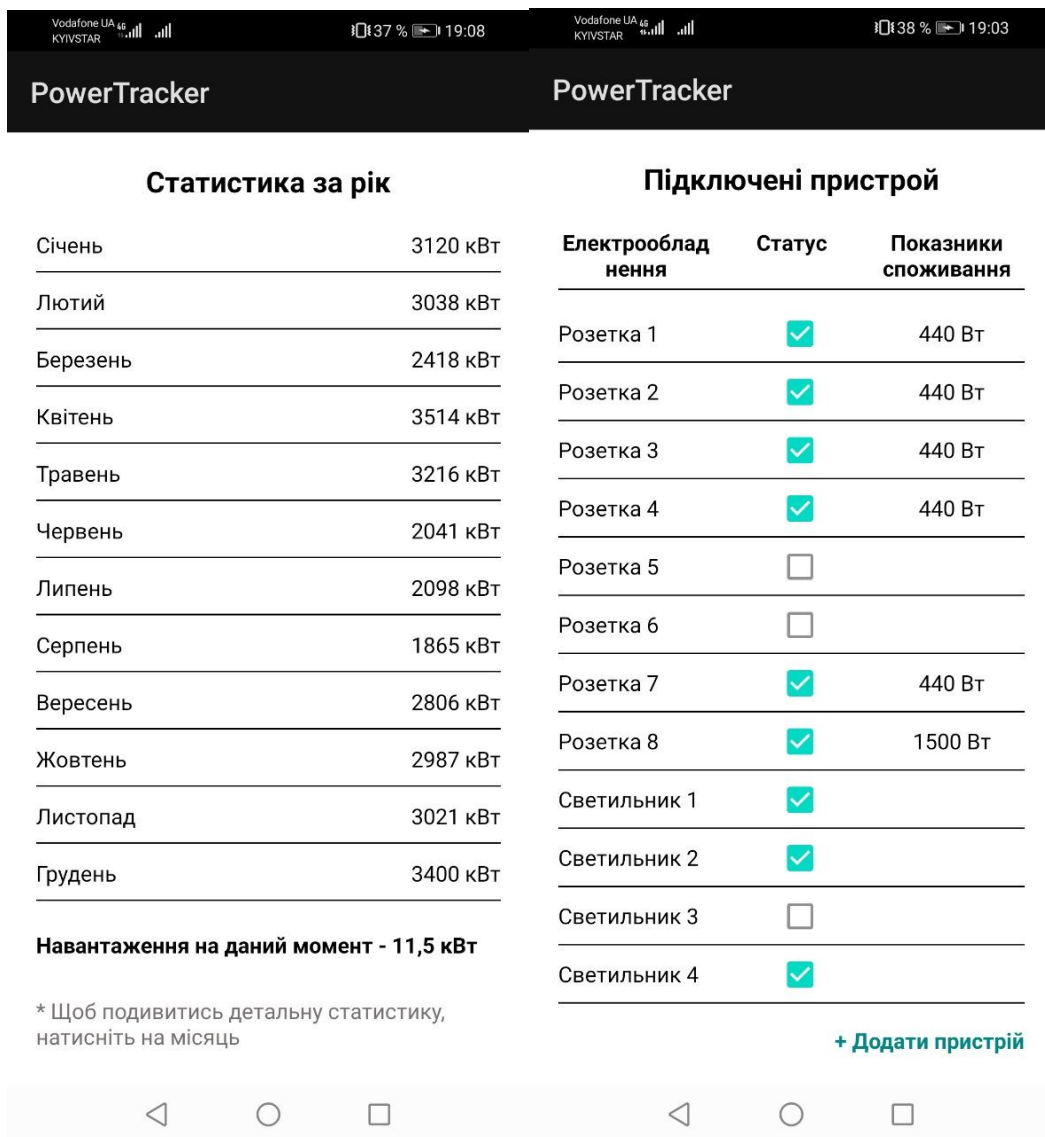 Vodafone UA 4G
KYIVSTAR
37 % 19:08
PowerTracker
Статистика за рік
Січень 3120 кВт
Лютий 3038 кВт
Березень 2418 кВт
Квітень 3514 кВт
Травень 3216 кВт
Червень 2041 кВт
Липень 2098 кВт
Серпень 1865 кВт
Вересень 2806 кВт
Жовтень 2987 кВт
Листопад 3021 кВт
Грудень 3400 кВт
Навантаження на даний момент - 11,5 кВт
* Щоб подивитись детальну статистику,
натисніть на місяць
Vodafone UA 4G
KYIVSTAR
38 % 19:03
PowerTracker
Підключені пристрой
Електрооблад Статус Показники
нення споживання
Розетка 1 440 Вт
Розетка 2 440 Вт
Розетка 3 440 Вт
Розетка 4 440 Вт
Розетка 5
Розетка 6
Розетка 7 440 Вт
Розетка 8 1500 Вт
Светильник 1
Светильник 2
Светильник 3
Светильник 4
+ Додати пристрій